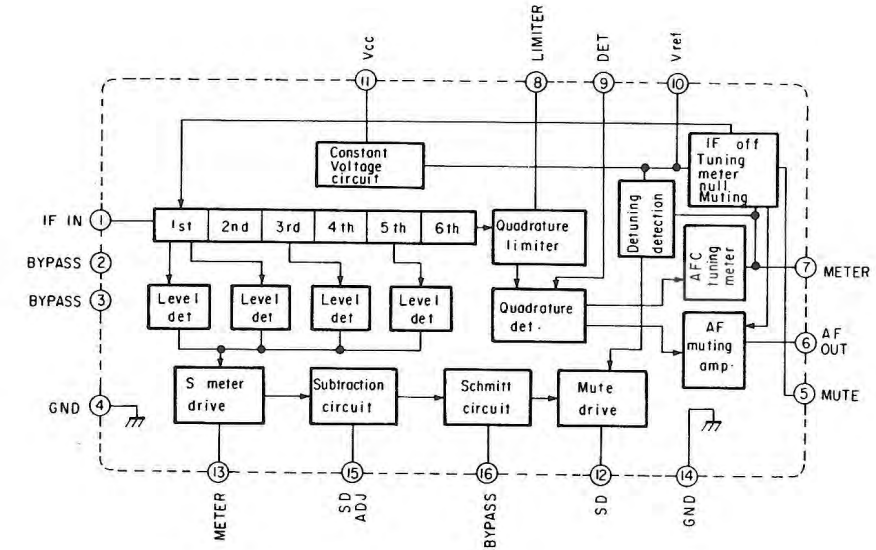 Vcc
LIMITER
DET
Vref
11
8
9
10
Constant
Voltage
circuit
IF off
Tuning
meter
null
Muting
IF IN
1
1st
2nd
3rd
4th
5th
6th
Quadrature
limiter
Detuning
detection
BYPASS
2
AFC
tuning
meter
7
METER
BYPASS
3
Level
det
Level
det
Level
det
Level
det
Quadrature
det.
AF
muting
amp.
6
AF
OUT
GND
4
S meter
drive
Subtraction
circuit
Schmitt
circuit
Mute
drive
5
MUTE
13
15
16
12
14
METER
SD
ADJ
BYPASS
SD
GND